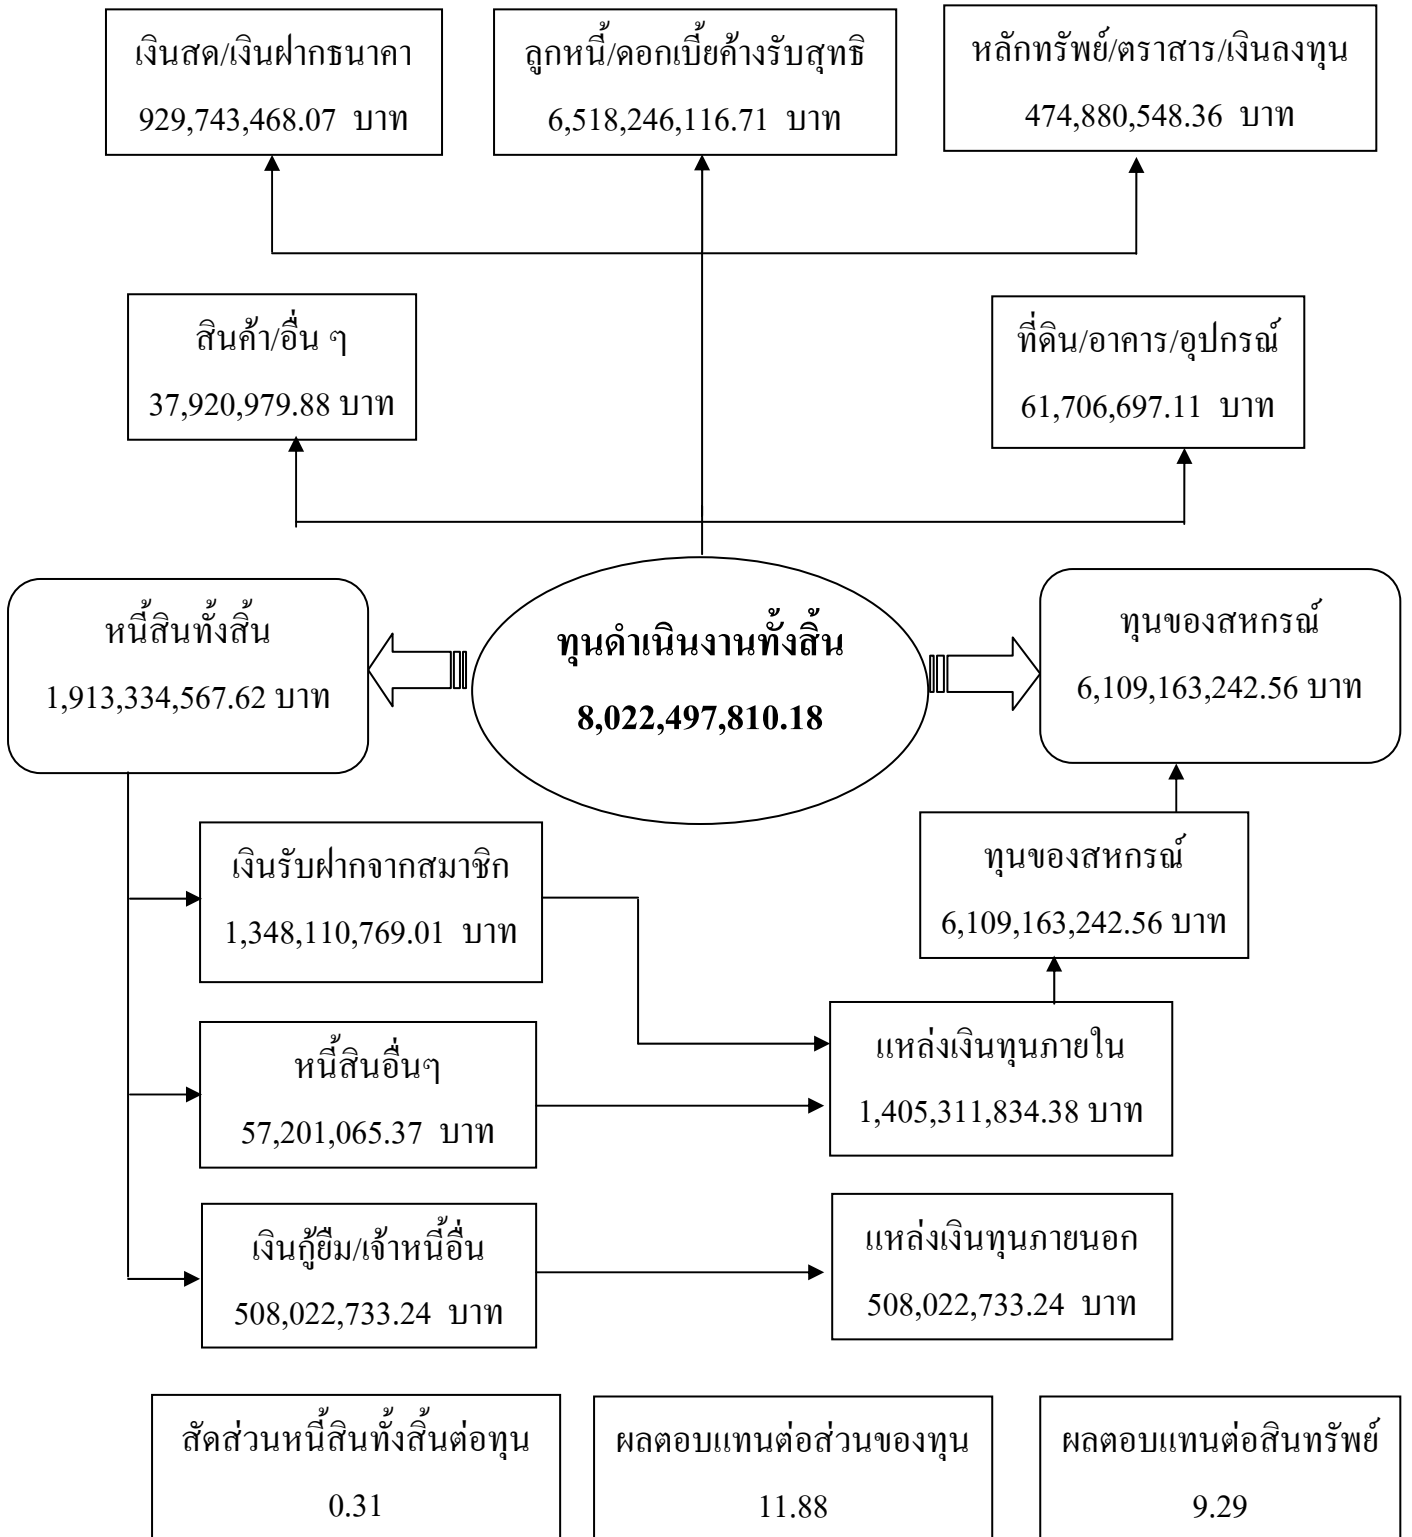 เงินสด/เงินฝากธนาคา
929,743,468.07 บาท
ลูกหนี้/ดอกเบี้ยค้างรับสุทธิ
6,518,246,116.71 บาท
หลักทรัพย์/ตราสาร/เงินลงทุน
474,880,548.36 บาท
สินค้า/อื่น ๆ
37,920,979.88 บาท
ที่ดิน/อาคาร/อุปกรณ์
61,706,697.11 บาท
หนี้สินทั้งสิ้น
1,913,334,567.62 บาท
ทุนดำเนินงานทั้งสิ้น
8,022,497,810.18
ทุนของสหกรณ์
6,109,163,242.56 บาท
เงินรับฝากจากสมาชิก
1,348,110,769.01 บาท
ทุนของสหกรณ์
6,109,163,242.56 บาท
หนี้สินอื่นๆ
57,201,065.37 บาท
แหล่งเงินทุนภายใน
1,405,311,834.38 บาท
เงินกู้ยืม/เจ้าหนี้อื่น
508,022,733.24 บาท
แหล่งเงินทุนภายนอก
508,022,733.24 บาท
สัดส่วนหนี้สินทั้งสิ้นต่อทุน
0.31
ผลตอบแทนต่อส่วนของทุน
11.88
ผลตอบแทนต่อสินทรัพย์
9.29